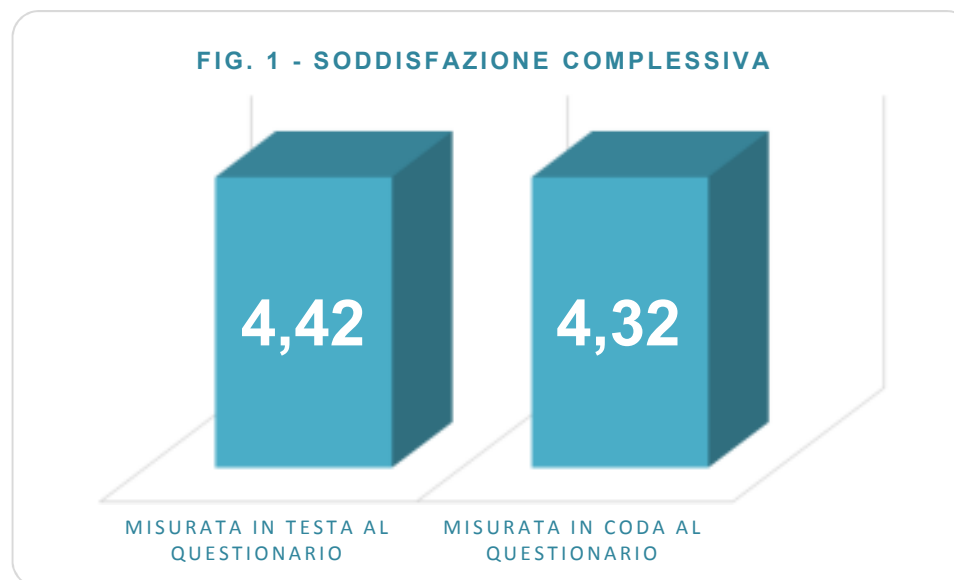 FIG. 1 - SODDISFAZIONE COMPLESSIVA
4,42
4,32
MISURATA IN TESTA AL
QUESTIONARIO
MISURATA IN CODA AL
QUESTIONARIO